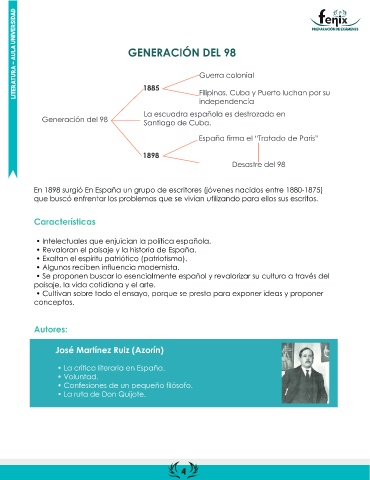 LITERATURA – AULA UNIVERSIDAD
fenix
PREPARACIÓN DE EXÁMENES
GENERACIÓN DEL 98
Guerra colonial
1885
Filipinas, Cuba y Puerto luchan por su
independencia
La escuadra española es destrozada en
Santiago de Cuba.
Generación del 98
España firma el "Tratado de París"
1898
Desastre del 98
En 1898 surgió En España un grupo de escritores (jóvenes nacidos entre 1880-1875)
que buscó enfrentar los problemas que se vivían utilizando para ellos sus escritos.
Características
• Intelectuales que enjuician la política española.
• Revaloran el paisaje y la historia de España.
• Exaltan el espíritu patriótico (patriotismo).
• Algunos reciben influencia modernista.
• Se proponen buscar lo esencialmente español y revalorizar su cultura a través del
paisaje, la vida cotidiana y el arte.
• Cultivan sobre todo el ensayo, porque se presta para exponer ideas y proponer
conceptos.
Autores:
José Martínez Ruiz (Azorín)
• La crítica literaria en España.
• Voluntad.
• Confesiones de un pequeño filósofo.
• La ruta de Don Quijote.
4